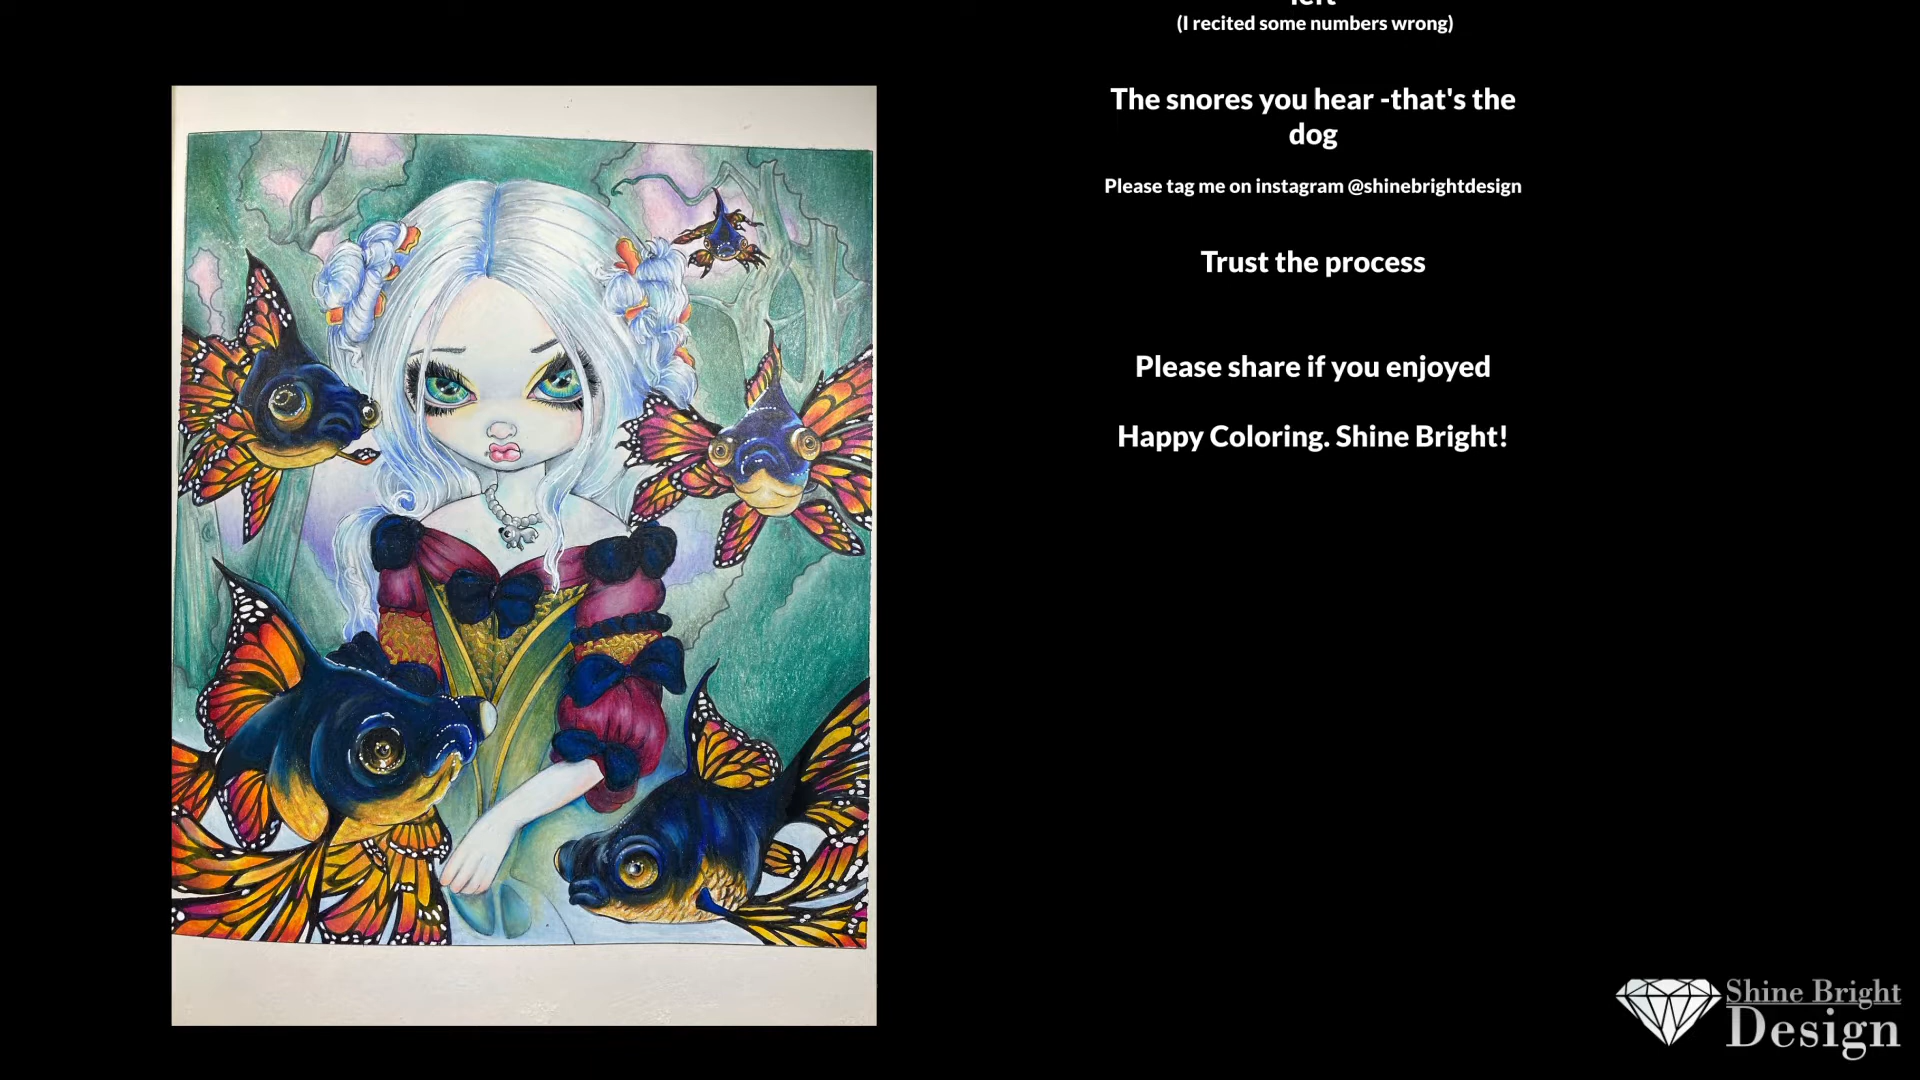 left
(I recited some numbers wrong)
The snores you hear -that's the
dog
Please tag me on instagram @shinebrightdesign
Trust the process
Please share if you enjoyed
Happy Coloring. Shine Bright!
Shine Bright
Design